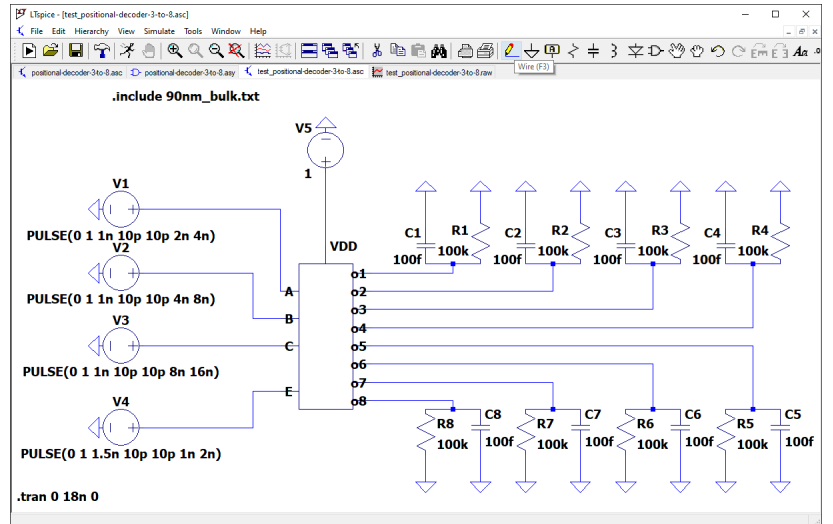 LTspice - [test_positional-decoder-3-to-8.asc]
File Edit Hierarchy View Simulate Tools Window Help
Wire (F3)
positional-decoder-3-to-8.asc positional-decoder-3-to-8.asy test_positional-decoder-3-to-8.asc test_positional-decoder-3-to-8.raw
.include 90nm_bulk.txt
V5
1
VDD
V1
PULSE(0 1 1n 10p 10p 2n 4n)
V2
PULSE(0 1 1n 10p 10p 4n 8n)
V3
PULSE(0 1 1n 10p 10p 8n 16n)
V4
PULSE(0 1 1.5n 10p 10p 1n 2n)
A
B
C
E
o1
o2
o3
o4
o5
o6
o7
o8
C1 R1 C2 R2 C3 R3 C4 R4
100k 100k 100k 100k
100f 100f 100f 100f
R8 C8 R7 C7 R6 C6 R5 C5
100k 100f 100k 100f 100k 100f 100k 100f
.tran 0 18n 0